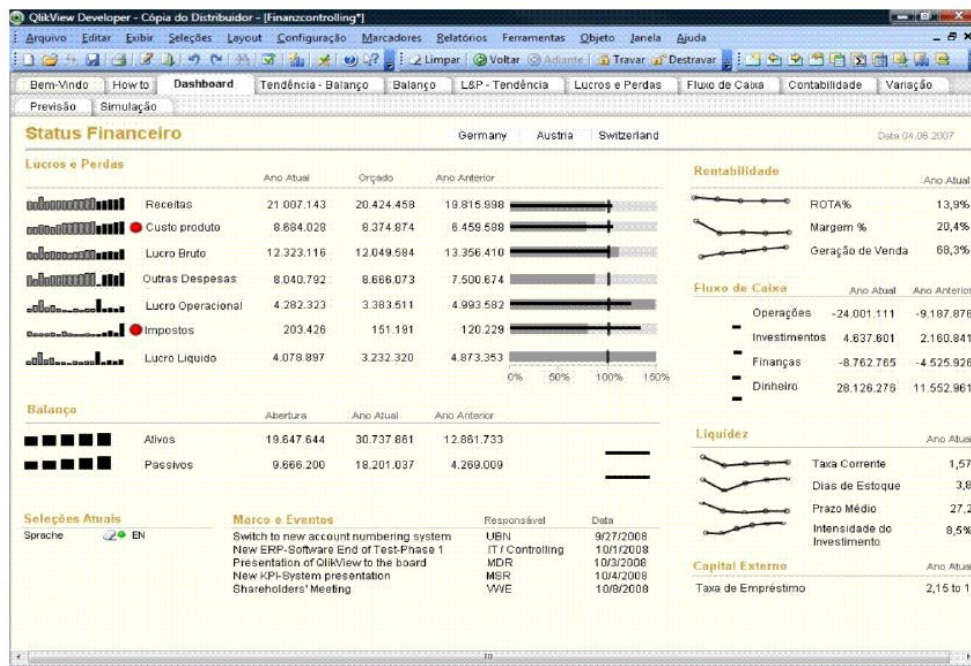 QlikView Developer - Cópia do Distribuidor - [Finanzcontrolling*]
Arquivo Editar Exibir Seleções Layout Configuração Marcadores Relatórios Ferramentas Objeto Janela Ajuda
Limpar Voltar Adiante Travar Destravar
Bem-Vindo How to Dashboard Tendência - Balanço Balanço L&P - Tendência Lucros e Perdas Fluxo de Caixa Contabilidade Variação
Previsão Simulação
Status Financeiro Germany Austria Switzerland Data 04.06.2007
Lucros e Perdas
Ano Atual Orçado Ano Anterior
Receitas 21.007.143 20.424.458 19.815.998
Custo produto 8.684.028 8.374.874 6.459.588
Lucro Bruto 12.323.116 12.049.584 13.356.410
Outras Despesas 8.040.792 8.666.073 7.500.674
Lucro Operacional 4.282.323 3.383.511 4.993.582
Impostos 203.426 151.191 120.229
Lucro Liquido 4.078.897 3.232.320 4.873.353
0% 50% 100% 150%
Rentabilidade
Ano Atual
ROTA% 13,9%
Margem % 20,4%
Geração de Venda 68,3%
Fluxo de Caixa Ano Atual Ano Anterior
Operações -24.001.111 -9.187.876
Investimentos 4.637.601 2.160.841
Finanças -8.762.765 -4.525.926
Dinheiro 28.126.276 11.552.961
Balanço
Abertura Ano Atual Ano Anterior
Ativos 19.647.644 30.737.861 12.861.733
Passivos 9.666.200 18.201.037 4.269.009
Liquidez Ano Atual
Taxa Corrente 1,57
Dias de Estoque 3,8
Prazo Médio 27,2
Intensidade do
Investimento 8,5%
Seleções Atuais
Sprache EN
Marco e Eventos Responsável Data
Switch to new account numbering system UBN 9/27/2008
New ERP-Software End of Test-Phase 1 IT / Controlling 10/1/2008
Presentation of QlikView to the board MDR 10/3/2008
New KPI-System presentation MSR 10/4/2008
Shareholders' Meeting VWE 10/8/2008
Capital Externo Ano Atual
Taxa de Empréstimo 2,15 to 1